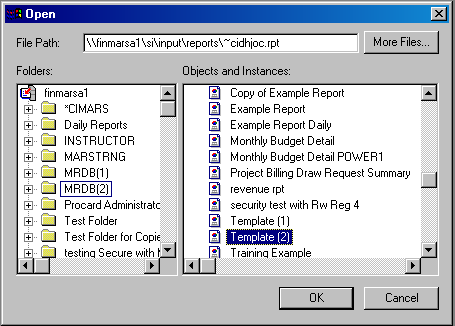 Open
File Path: \\finmarsa1\si\input\reports\~cidhjoc.rpt More Files...
Folders:
finmarsa1
*CIMARS
Daily Reports
INSTRUCTOR
MARSTRNG
MRDB(1)
MRDB(2)
Procard Administrato
Test Folder
Test Folder for Copie
testing Secure with h
Objects and Instances:
Copy of Example Report
Example Report
Example Report Daily
Monthly Budget Detail
Monthly Budget Detail POWER1
Project Billing Draw Request Summary
revenue rpt
security test with Rw Reg 4
Template (1)
Template (2)
Training Example
OK Cancel